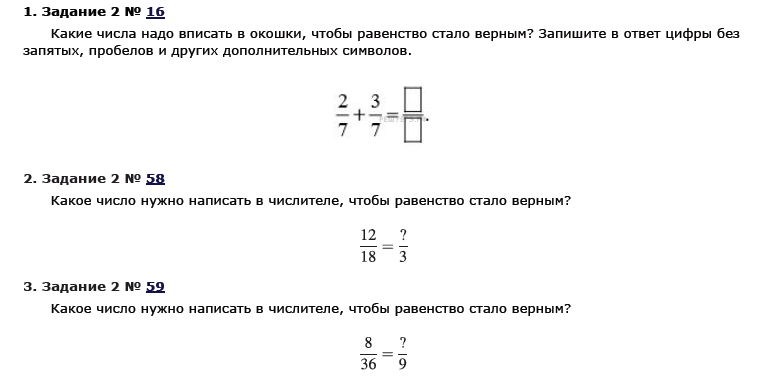 1. Задание 2 № 16
Какие числа надо вписать в окошки, чтобы равенство стало верным? Запишите в ответ цифры без
запятых, пробелов и других дополнительных символов.
2/7 + 3/7 = □/□.
2. Задание 2 № 58
Какое число нужно написать в числителе, чтобы равенство стало верным?
12/18 = ?/3
3. Задание 2 № 59
Какое число нужно написать в числителе, чтобы равенство стало верным?
8/36 = ?/9